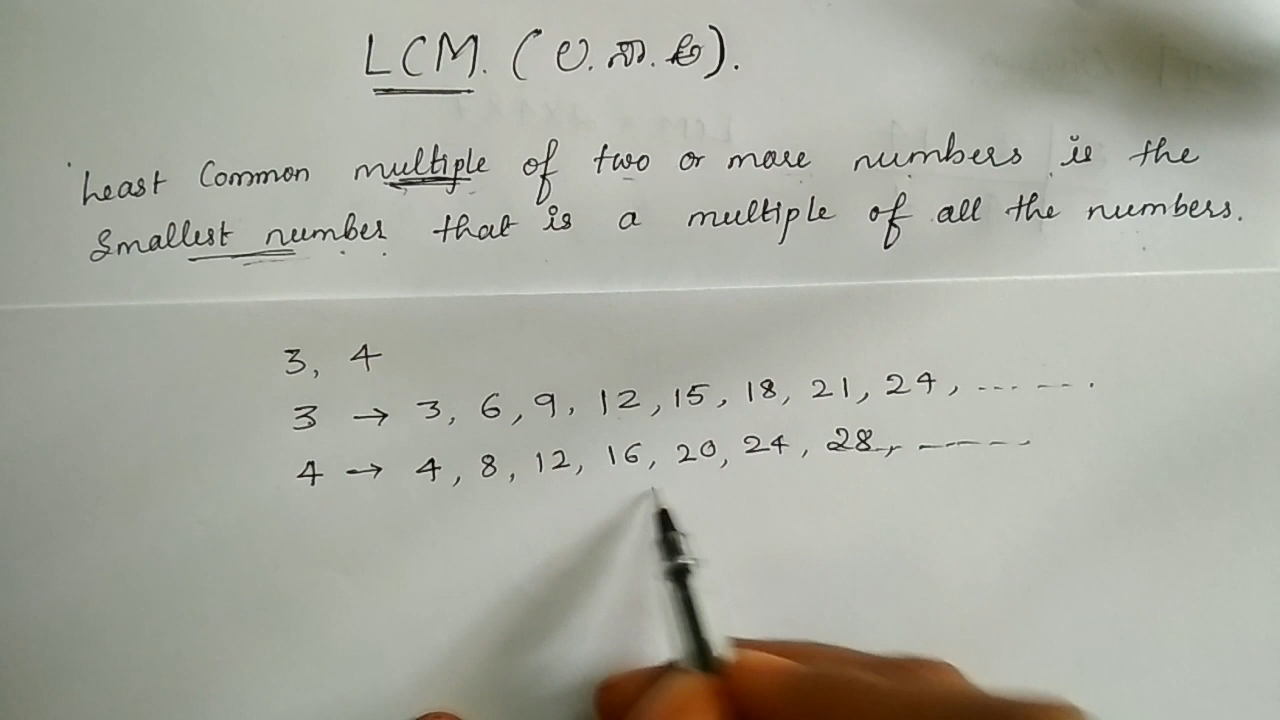 LCM. (ಲ.ಸಾ.ಅ).
Least Common multiple of two or more numbers is the
Smallest number that is a multiple of all the numbers.
3, 4
3 → 3, 6, 9, 12, 15, 18, 21, 24, .......
4 → 4, 8, 12, 16, 20, 24, 28, -----